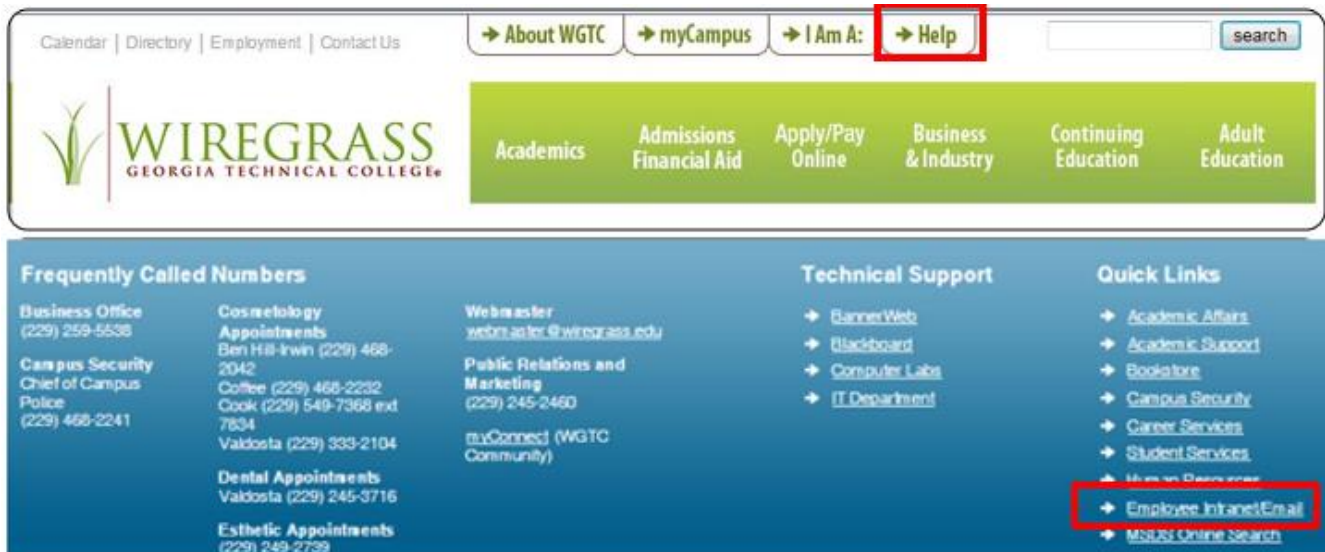 Calendar | Directory | Employment | Contact Us
About WGTC
myCampus
I Am A:
Help
search
WIREGRASS
GEORGIA TECHNICAL COLLEGE®
Academics
Admissions
Financial Aid
Apply/Pay
Online
Business
& Industry
Continuing
Education
Adult
Education
Frequently Called Numbers
Business Office
(229) 259-5538
Campus Security
Chief of Campus
Police
(229) 468-2241
Cosmetology
Appointments
Ben Hill-Irwin (229) 468-
2042
Coffee (229) 468-2232
Cook (229) 549-7368 ext
7834
Valdosta (229) 333-2104
Dental Appointments
Valdosta (229) 245-3716
Esthetic Appointments
(229) 249-2739
Webmaster
webmaster@wiregrass.edu
Public Relations and
Marketing
(229) 245-2460
myConnect (WGTC
Community)
Technical Support
BannerWeb
Blackboard
Computer Labs
IT Department
Quick Links
Academic Affairs
Academic Support
Bookstore
Campus Security
Career Services
Student Services
Human Resources
Employee Intranet/Email
MSDS Online Search